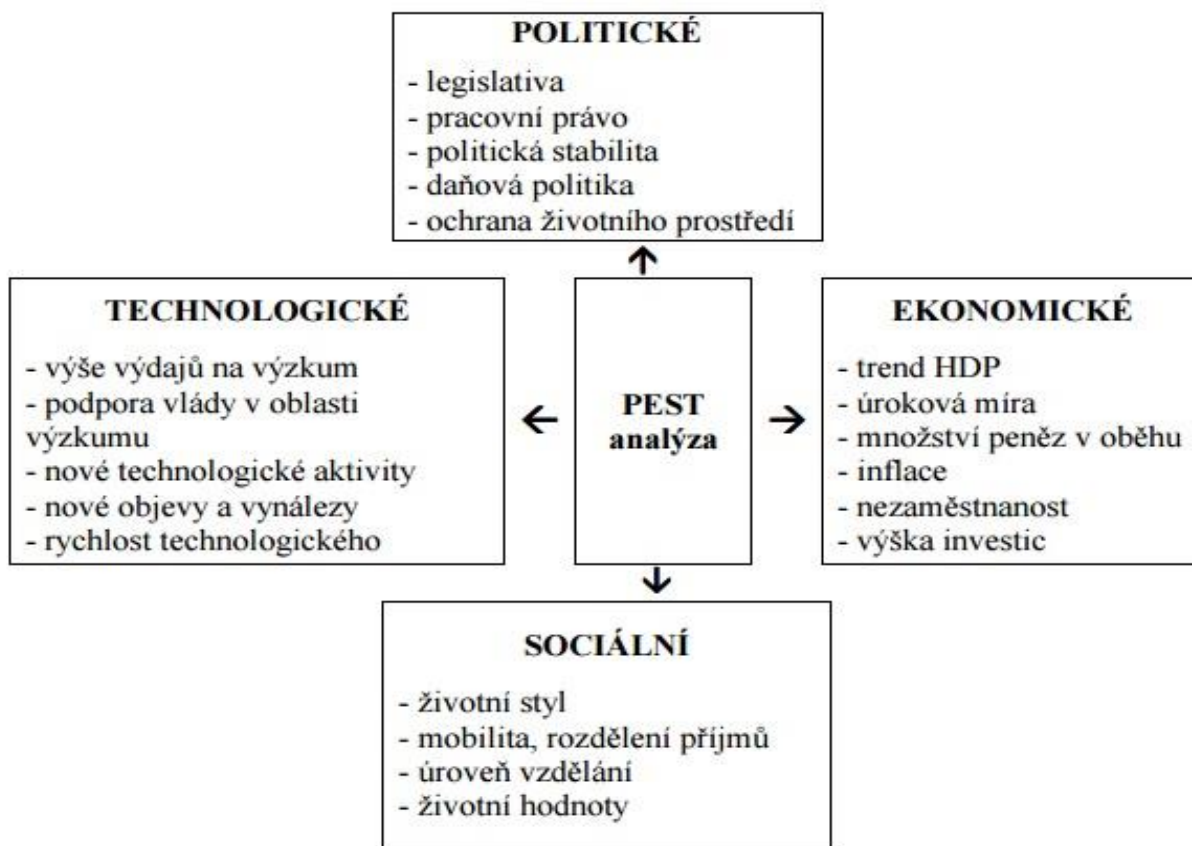 POLITICKÉ
- legislativa
- pracovní právo
- politická stabilita
- daňová politika
- ochrana životního prostředí
TECHNOLOGICKÉ
- výše výdajů na výzkum
- podpora vlády v oblasti
výzkumu
- nové technologické aktivity
- nové objevy a vynálezy
- rychlost technologického
PEST
analýza
EKONOMICKÉ
- trend HDP
- úroková míra
- množství peněz v oběhu
- inflace
- nezaměstnanost
- výška investic
SOCIÁLNÍ
- životní styl
- mobilita, rozdělení příjmů
- úroveň vzdělání
- životní hodnoty